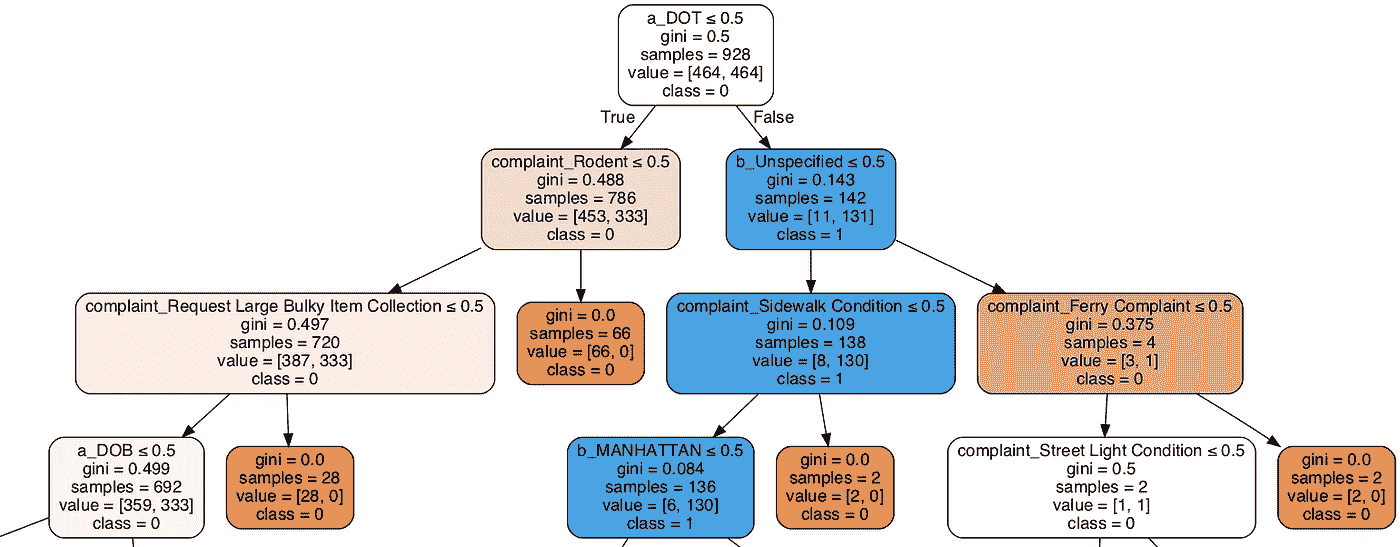 a_DOT ≤ 0.5
gini = 0.5
samples = 928
value = [464, 464]
class = 0
True
False
complaint_Rodent ≤ 0.5
gini = 0.488
samples = 786
value = [453, 333]
class = 0
b_Unspecified ≤ 0.5
gini = 0.143
samples = 142
value = [11, 131]
class = 1
complaint_Request Large Bulky Item Collection ≤ 0.5
gini = 0.497
samples = 720
value = [387, 333]
class = 0
gini = 0.0
samples = 66
value = [66, 0]
class = 0
complaint_Sidewalk Condition ≤ 0.5
gini = 0.109
samples = 138
value = [8, 130]
class = 1
complaint_Ferry Complaint ≤ 0.5
gini = 0.375
samples = 4
value = [3, 1]
class = 0
a_DOB ≤ 0.5
gini = 0.499
samples = 692
value = [359, 333]
class = 0
gini = 0.0
samples = 28
value = [28, 0]
class = 0
b_MANHATTAN ≤ 0.5
gini = 0.084
samples = 136
value = [6, 130]
class = 1
gini = 0.0
samples = 2
value = [2, 0]
class = 0
complaint_Street Light Condition ≤ 0.5
gini = 0.5
samples = 2
value = [1, 1]
class = 0
gini = 0.0
samples = 2
value = [2, 0]
class = 0